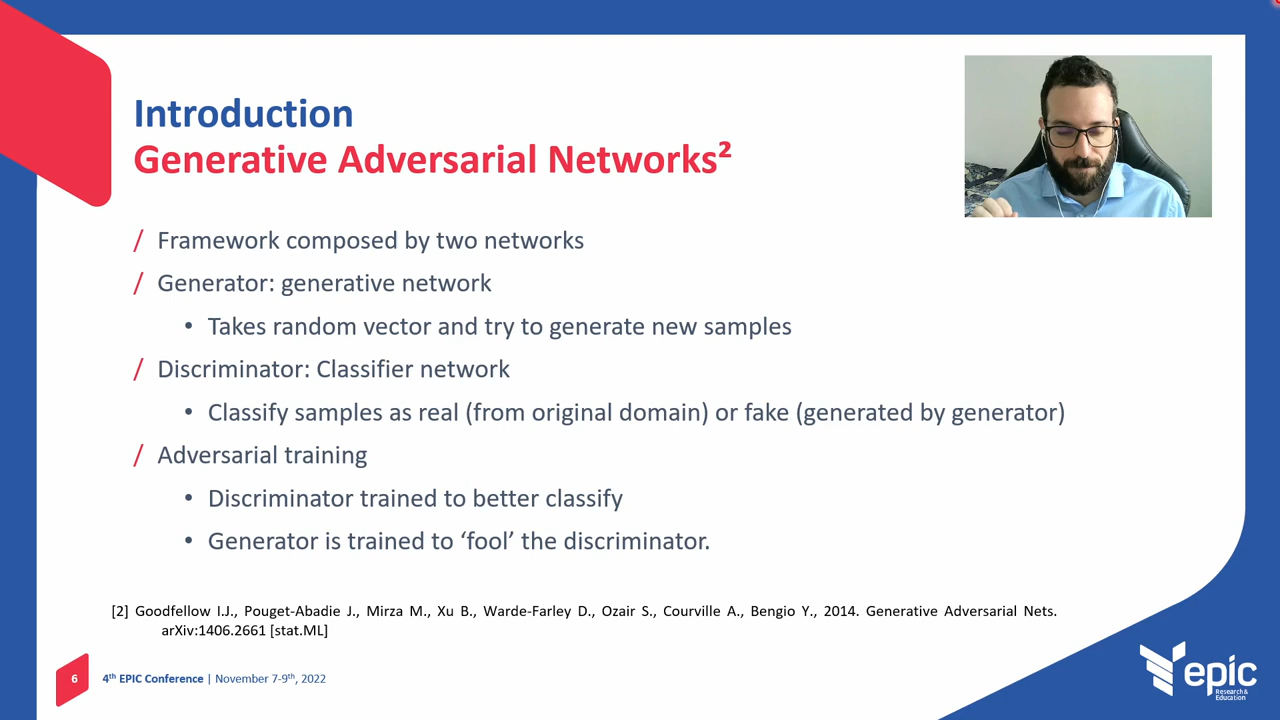 Introduction
Generative Adversarial Networks²
/ Framework composed by two networks
/ Generator: generative network
• Takes random vector and try to generate new samples
/ Discriminator: Classifier network
• Classify samples as real (from original domain) or fake (generated by generator)
/ Adversarial training
• Discriminator trained to better classify
• Generator is trained to ‘fool’ the discriminator.
[2] Goodfellow I.J., Pouget-Abadie J., Mirza M., Xu B., Warde-Farley D., Ozair S., Courville A., Bengio Y., 2014. Generative Adversarial Nets.
arXiv:1406.2661 [stat.ML]
6 4th EPIC Conference | November 7-9th, 2022
epic
Research &
Education